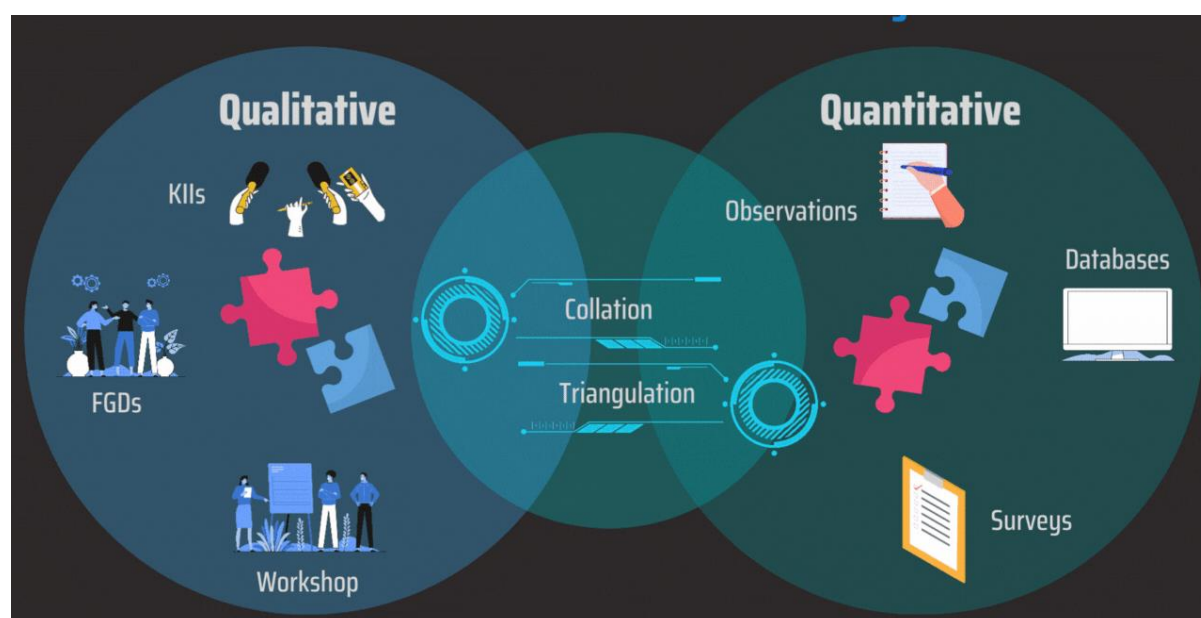 Qualitative
KIIs
FGDs
Workshop
Collation
Triangulation
Quantitative
Observations
Databases
Surveys